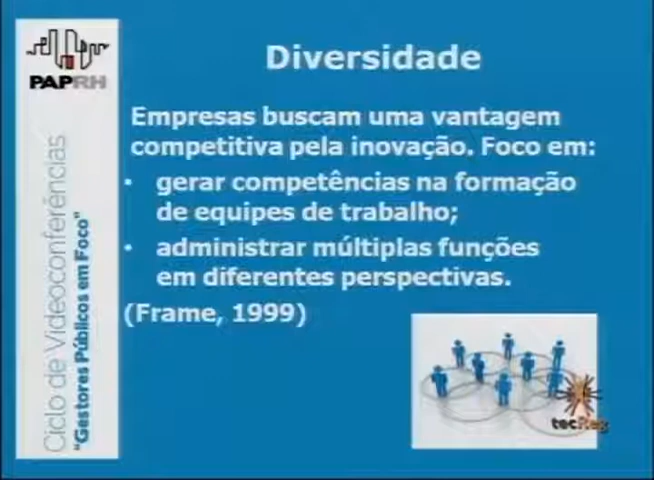 PAPRH
Ciclo de Videoconferências
"Gestores Públicos em Foco"
Diversidade
Empresas buscam uma vantagem
competitiva pela inovação. Foco em:
• gerar competências na formação
de equipes de trabalho;
• administrar múltiplas funções
em diferentes perspectivas.
(Frame, 1999)
tecReg